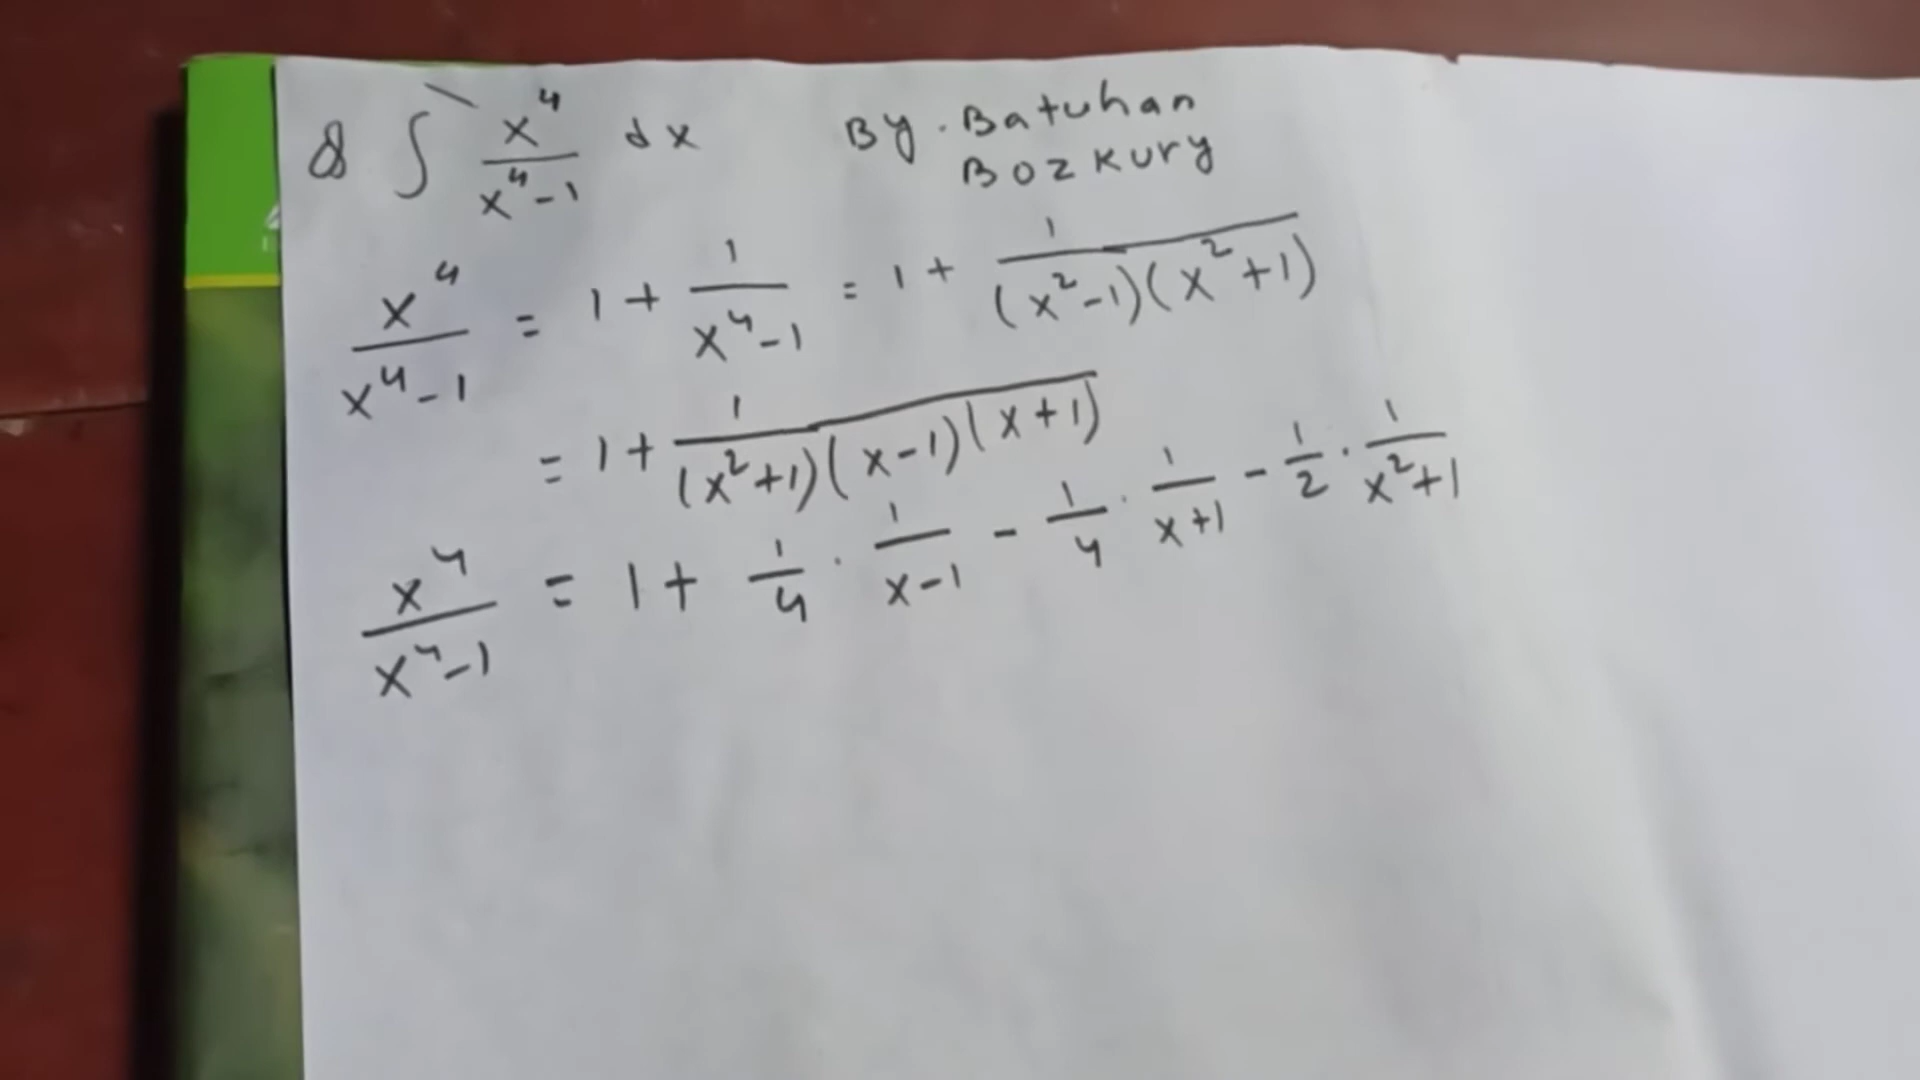 8 ∫ x⁴/(x⁴-1) dx By. Batuhan
Bozkury
x⁴/(x⁴-1) = 1 + 1/(x⁴-1) = 1 + 1/((x²-1)(x²+1))
= 1 + 1/((x²+1)(x-1)(x+1))
x⁴/(x⁴-1) = 1 + 1/4 · 1/(x-1) - 1/4 · 1/(x+1) - 1/2 · 1/(x²+1)